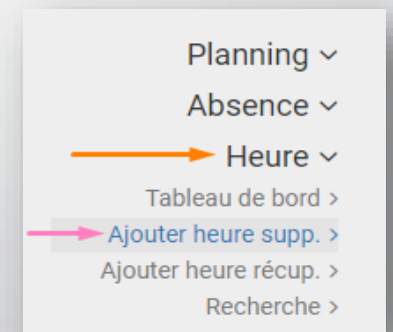 Planning
Absence
Heure
Tableau de bord >
Ajouter heure supp. >
Ajouter heure récup. >
Recherche >